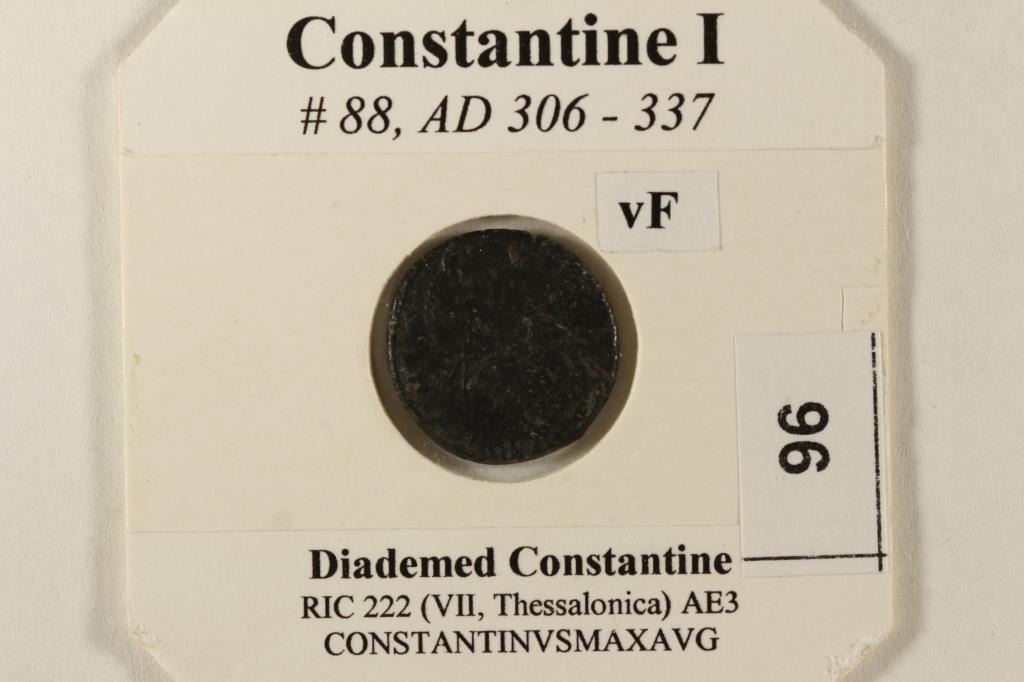 Constantine I
# 88, AD 306 - 337
vF
96
Diademed Constantine
RIC 222 (VII, Thessalonica) AE3
CONSTANTINVSMAXAVG